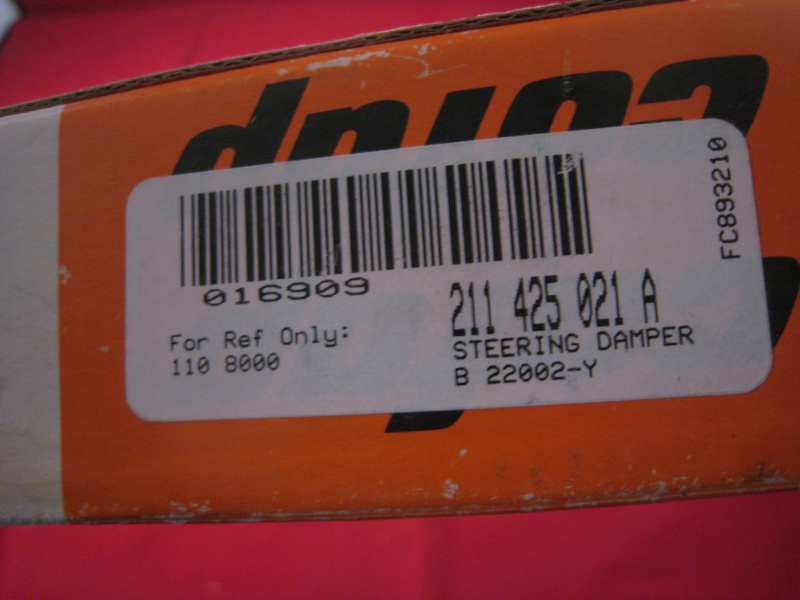 016909
For Ref Only:
110 8000
211 425 021 A
STEERING DAMPER
B 22002-Y
FC893210